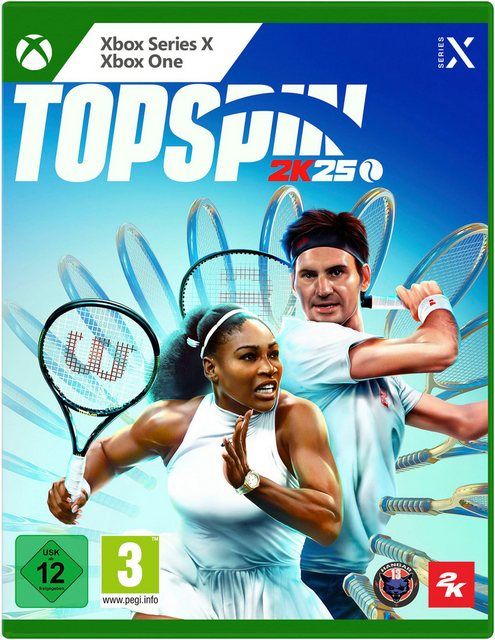 Xbox Series X
Xbox One
SERIES X
TOPSPIN
2K25
W
USK
ab
12
freigegeben
3
www.pegi.info
HANGAR
13
2K